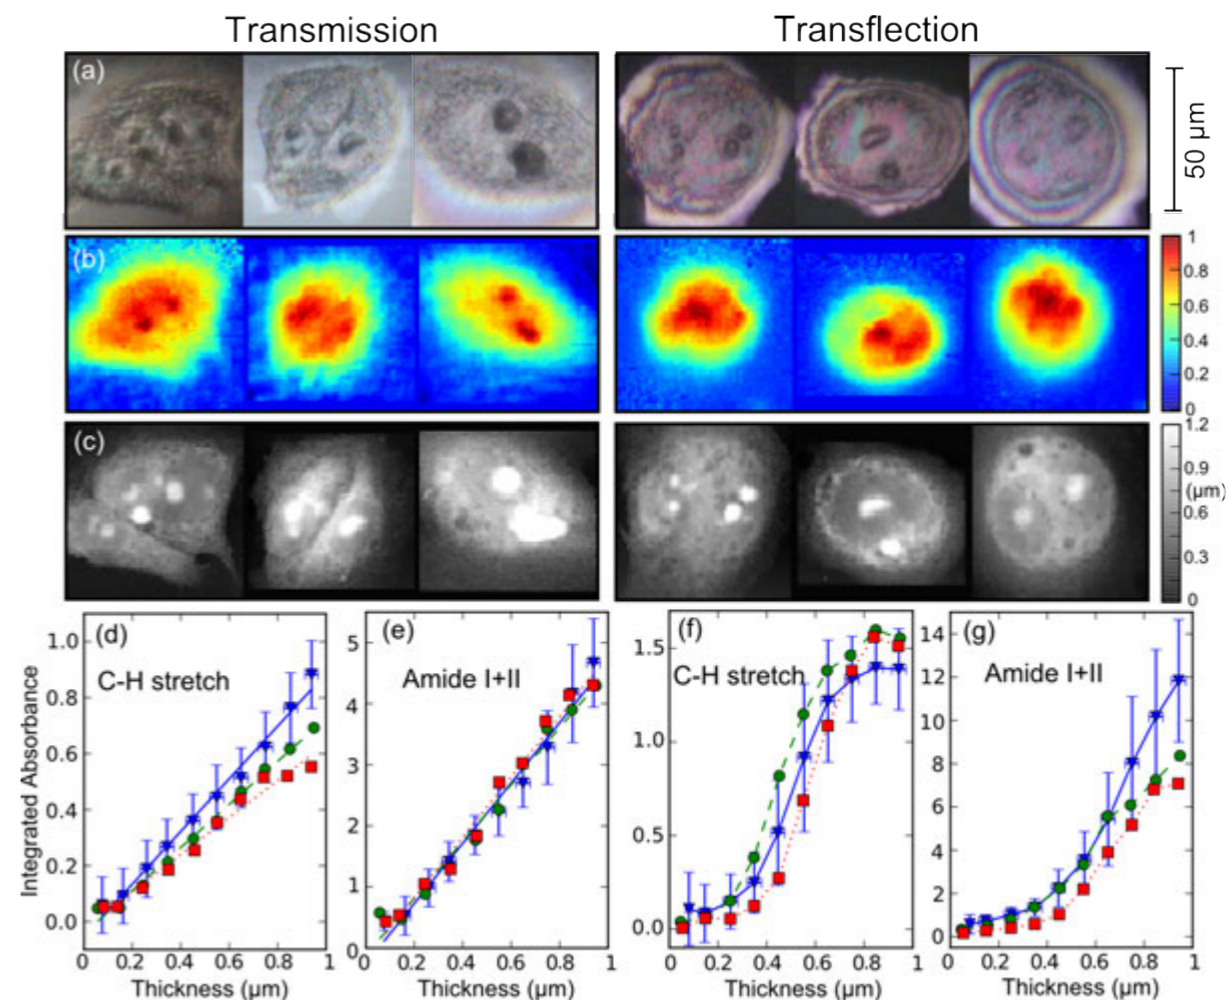 Transmission
Transflection
(a)
50 µm
(b)
1
0.8
0.6
0.4
0.2
0
(c)
1.2
0.9
(µm)
0.6
0.3
0
(d)
C-H stretch
1.0
0.8
0.6
0.4
0.2
0.0
Integrated Absorbance
0 0.2 0.4 0.6 0.8 1
Thickness (µm)
(e)
Amide I+II
5
4
3
2
1
0
0 0.2 0.4 0.6 0.8 1
Thickness (µm)
(f)
C-H stretch
1.5
1.0
0.5
0.0
0 0.2 0.4 0.6 0.8 1
Thickness (µm)
(g)
Amide I+II
14
12
10
8
6
4
2
0
0 0.2 0.4 0.6 0.8 1
Thickness (µm)